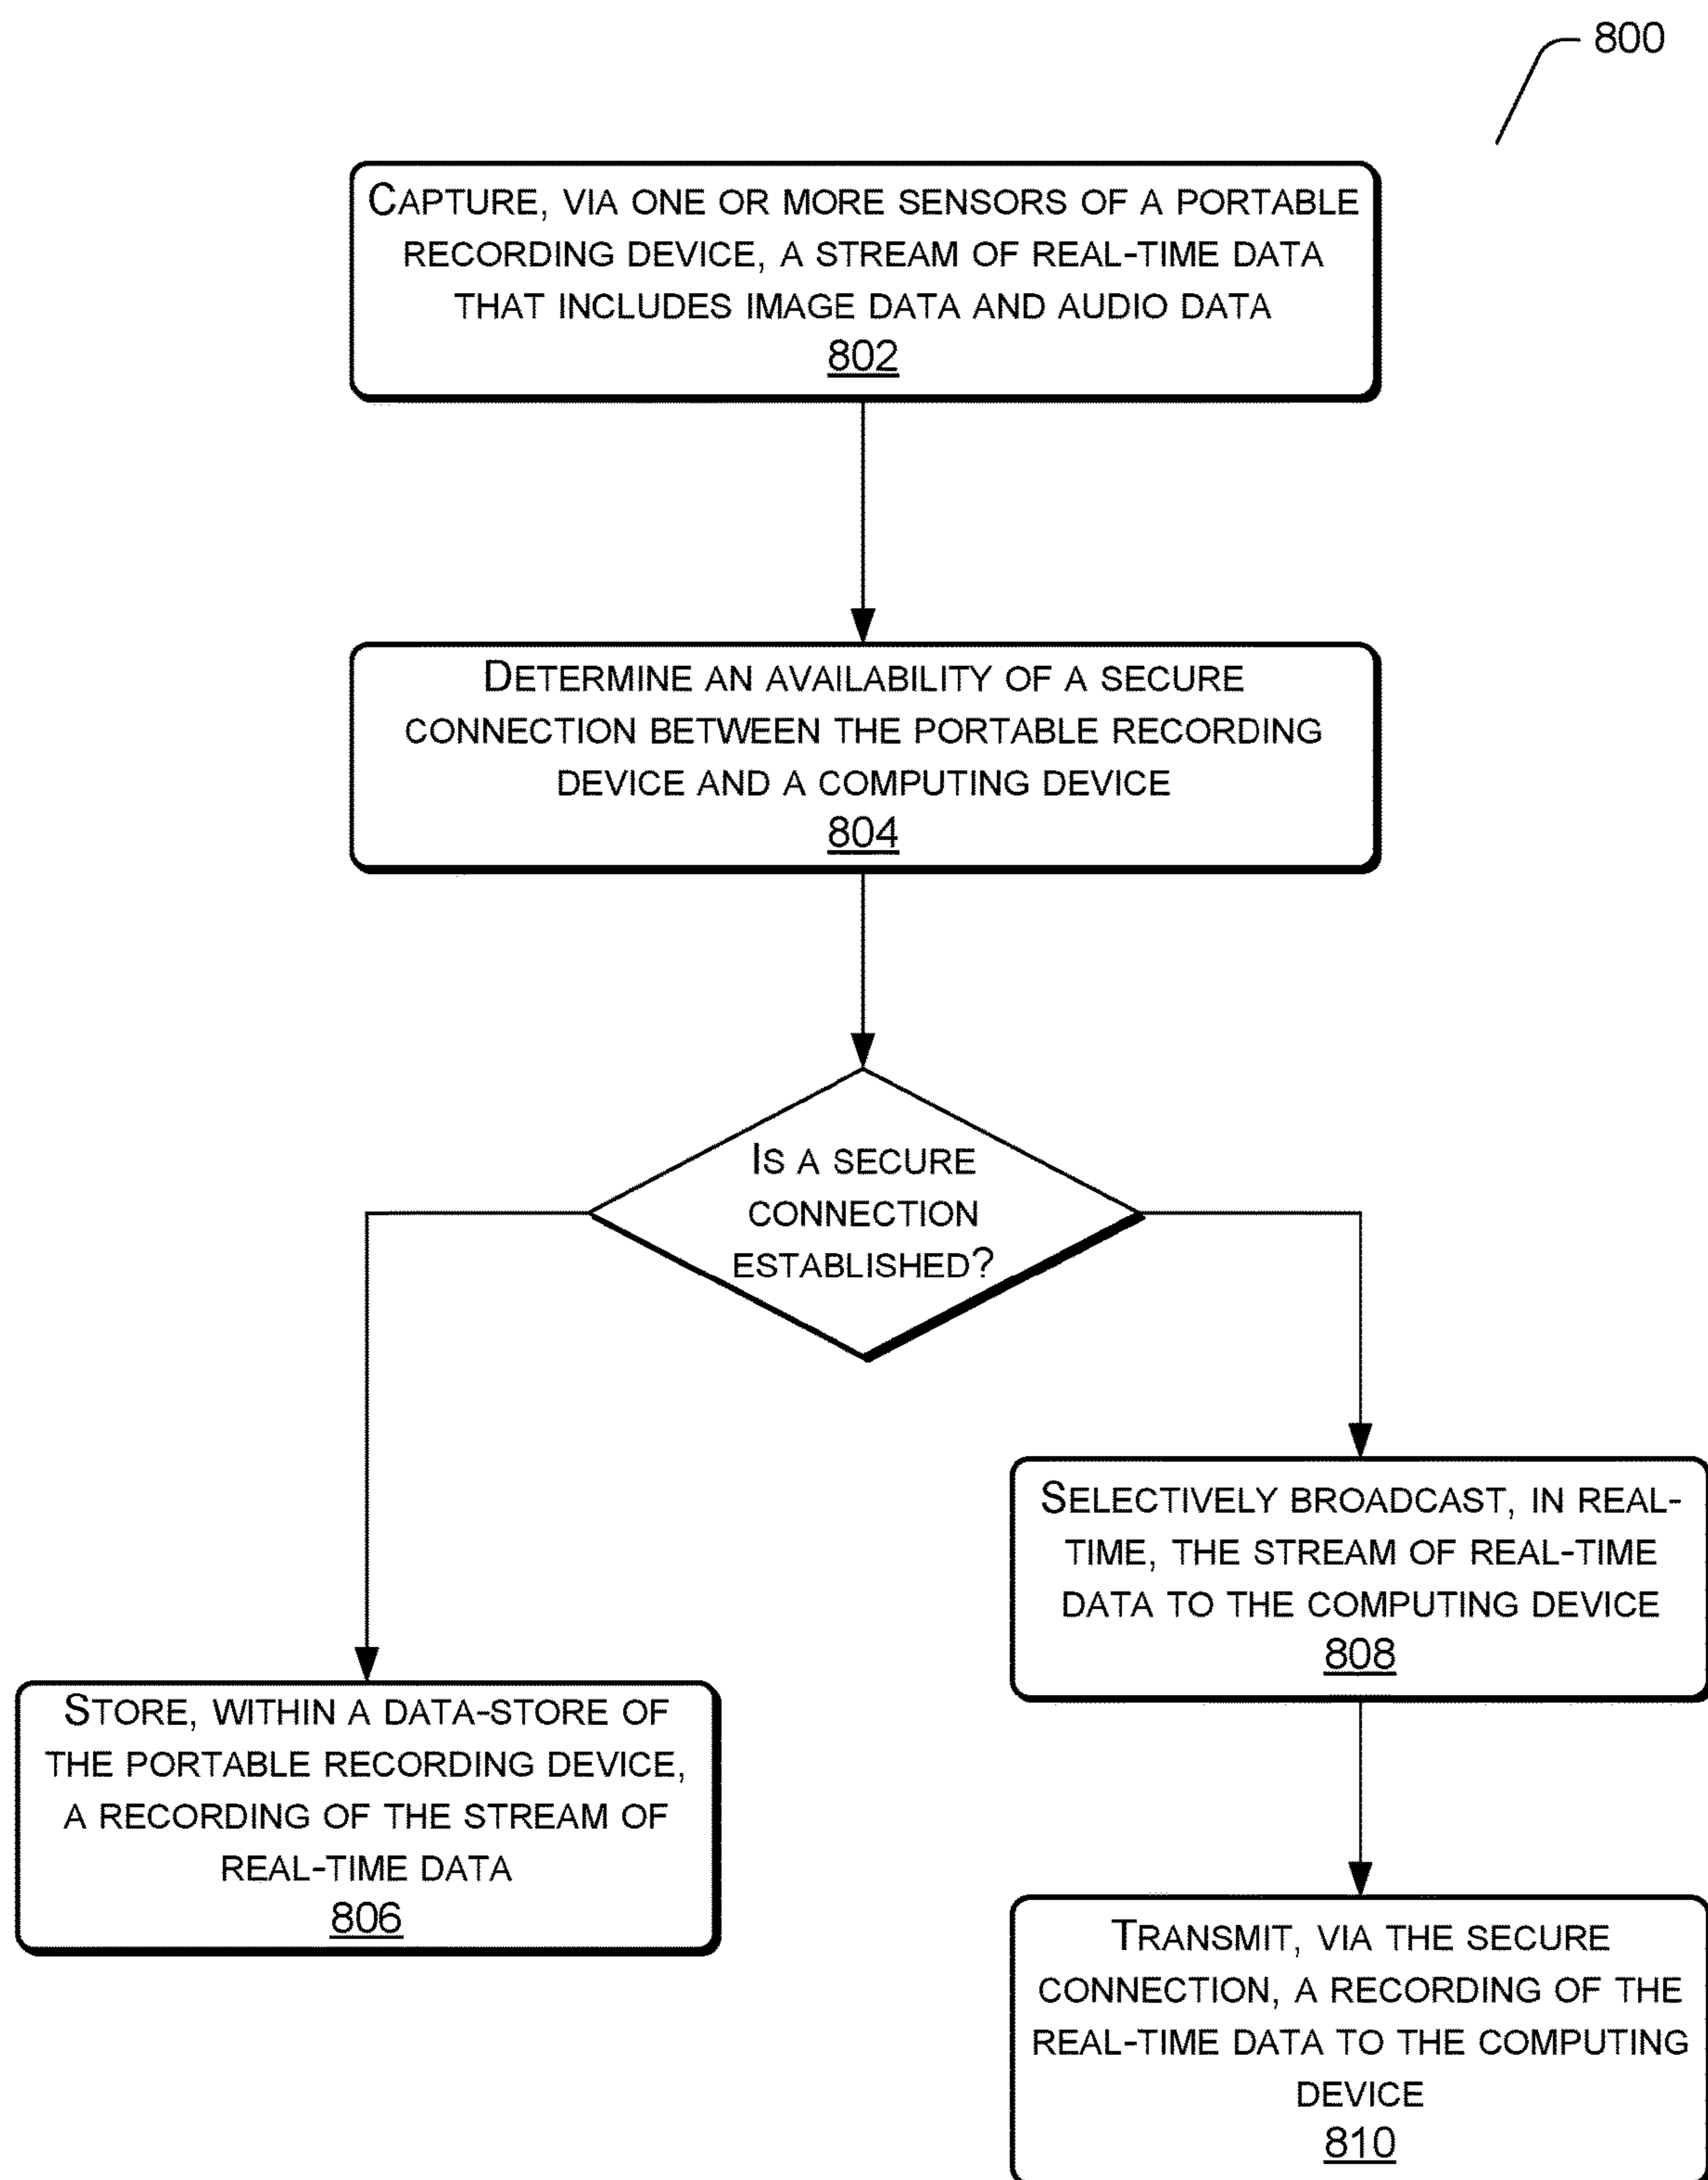 800
CAPTURE, VIA ONE OR MORE SENSORS OF A PORTABLE
RECORDING DEVICE, A STREAM OF REAL-TIME DATA
THAT INCLUDES IMAGE DATA AND AUDIO DATA
802
DETERMINE AN AVAILABILITY OF A SECURE
CONNECTION BETWEEN THE PORTABLE RECORDING
DEVICE AND A COMPUTING DEVICE
804
IS A SECURE
CONNECTION
ESTABLISHED?
STORE, WITHIN A DATA-STORE OF
THE PORTABLE RECORDING DEVICE,
A RECORDING OF THE STREAM OF
REAL-TIME DATA
806
SELECTIVELY BROADCAST, IN REAL-
TIME, THE STREAM OF REAL-TIME
DATA TO THE COMPUTING DEVICE
808
TRANSMIT, VIA THE SECURE
CONNECTION, A RECORDING OF THE
REAL-TIME DATA TO THE COMPUTING
DEVICE
810